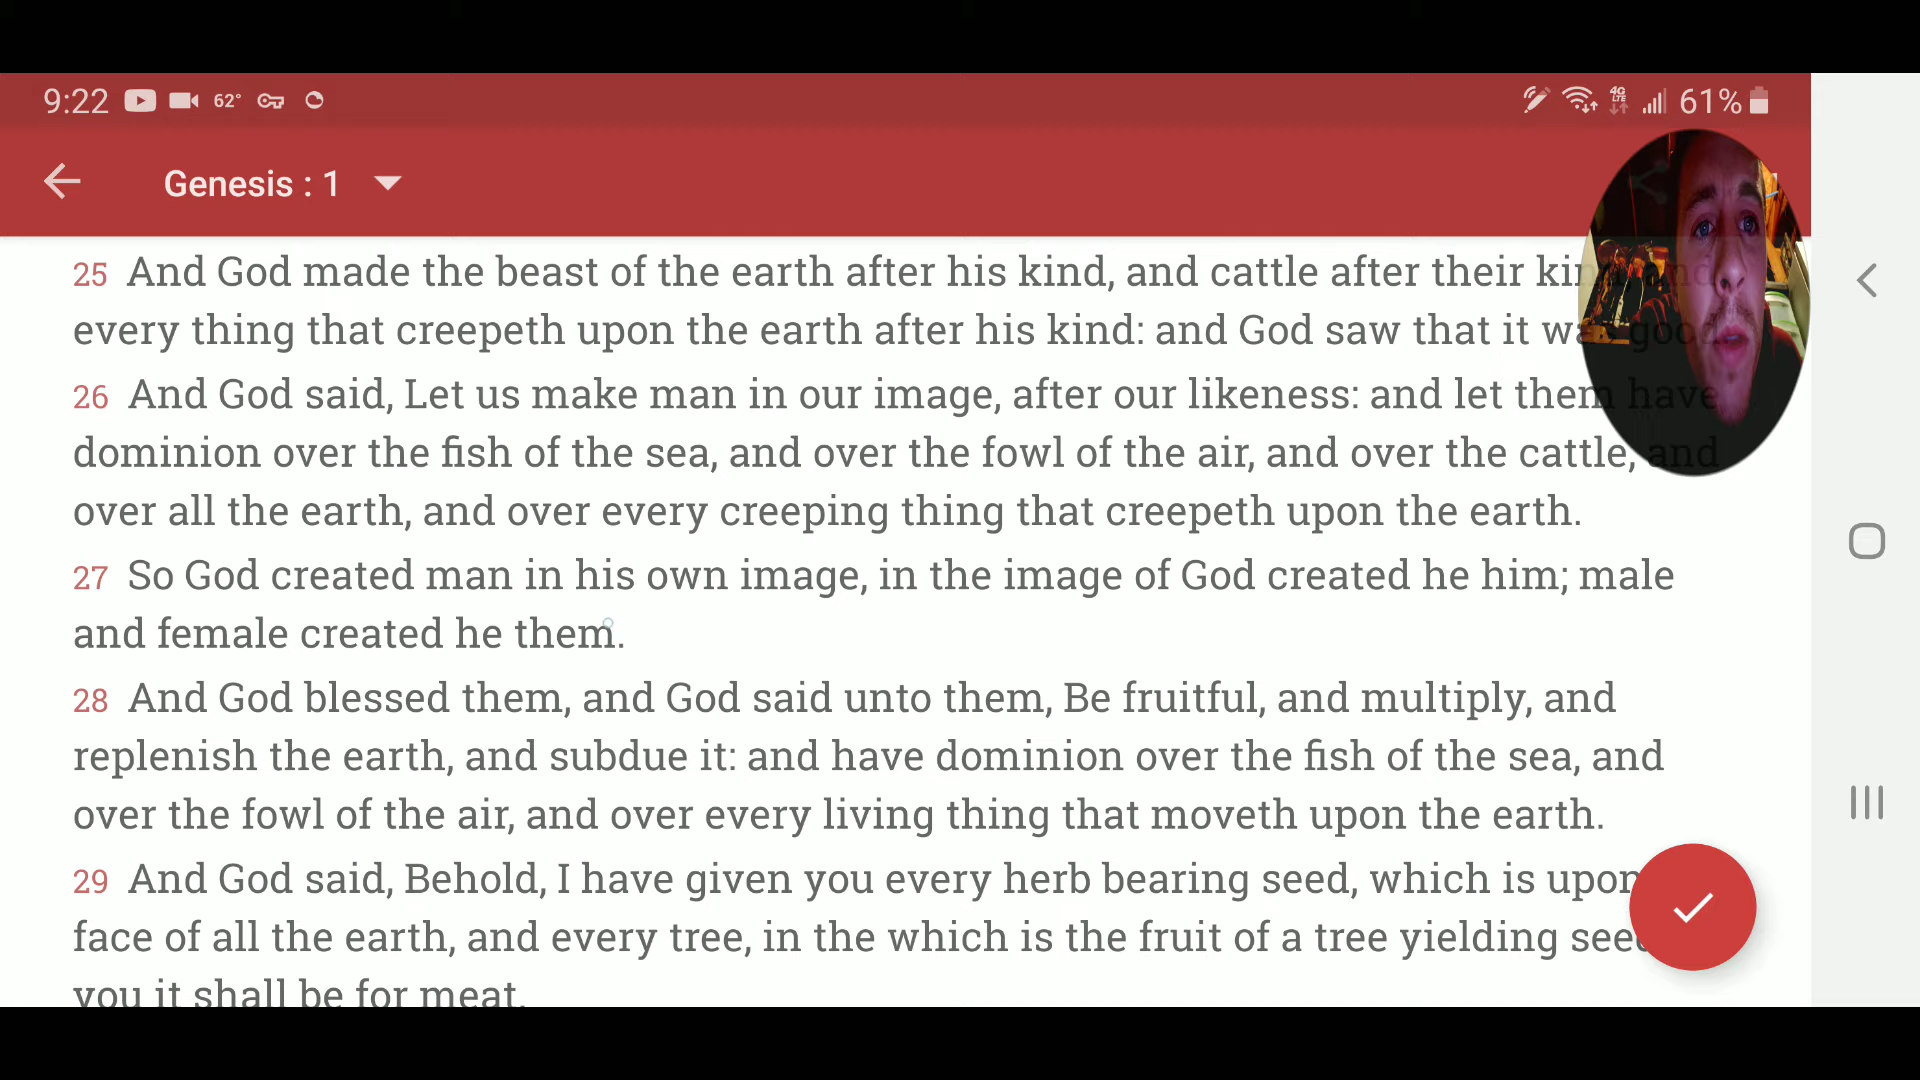 9:22 62° 4G LTE 61%
Genesis : 1
25 And God made the beast of the earth after his kind, and cattle after their kind, and
every thing that creepeth upon the earth after his kind: and God saw that it was good.
26 And God said, Let us make man in our image, after our likeness: and let them have
dominion over the fish of the sea, and over the fowl of the air, and over the cattle, and
over all the earth, and over every creeping thing that creepeth upon the earth.
27 So God created man in his own image, in the image of God created he him; male
and female created he them.
28 And God blessed them, and God said unto them, Be fruitful, and multiply, and
replenish the earth, and subdue it: and have dominion over the fish of the sea, and
over the fowl of the air, and over every living thing that moveth upon the earth.
29 And God said, Behold, I have given you every herb bearing seed, which is upon
face of all the earth, and every tree, in the which is the fruit of a tree yielding
you it shall be for meat.